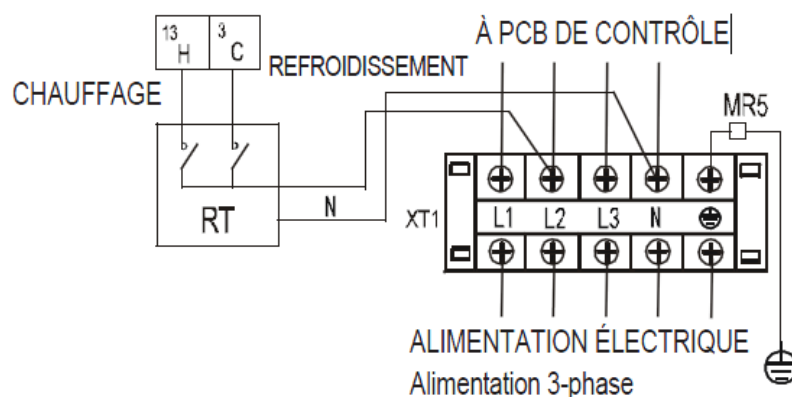 13 H 3 C
À PCB DE CONTRÔLE
REFROIDISSEMENT
CHAUFFAGE
MR5
RT
N
XT1 L1 L2 L3 N
ALIMENTATION ÉLECTRIQUE
Alimentation 3-phase